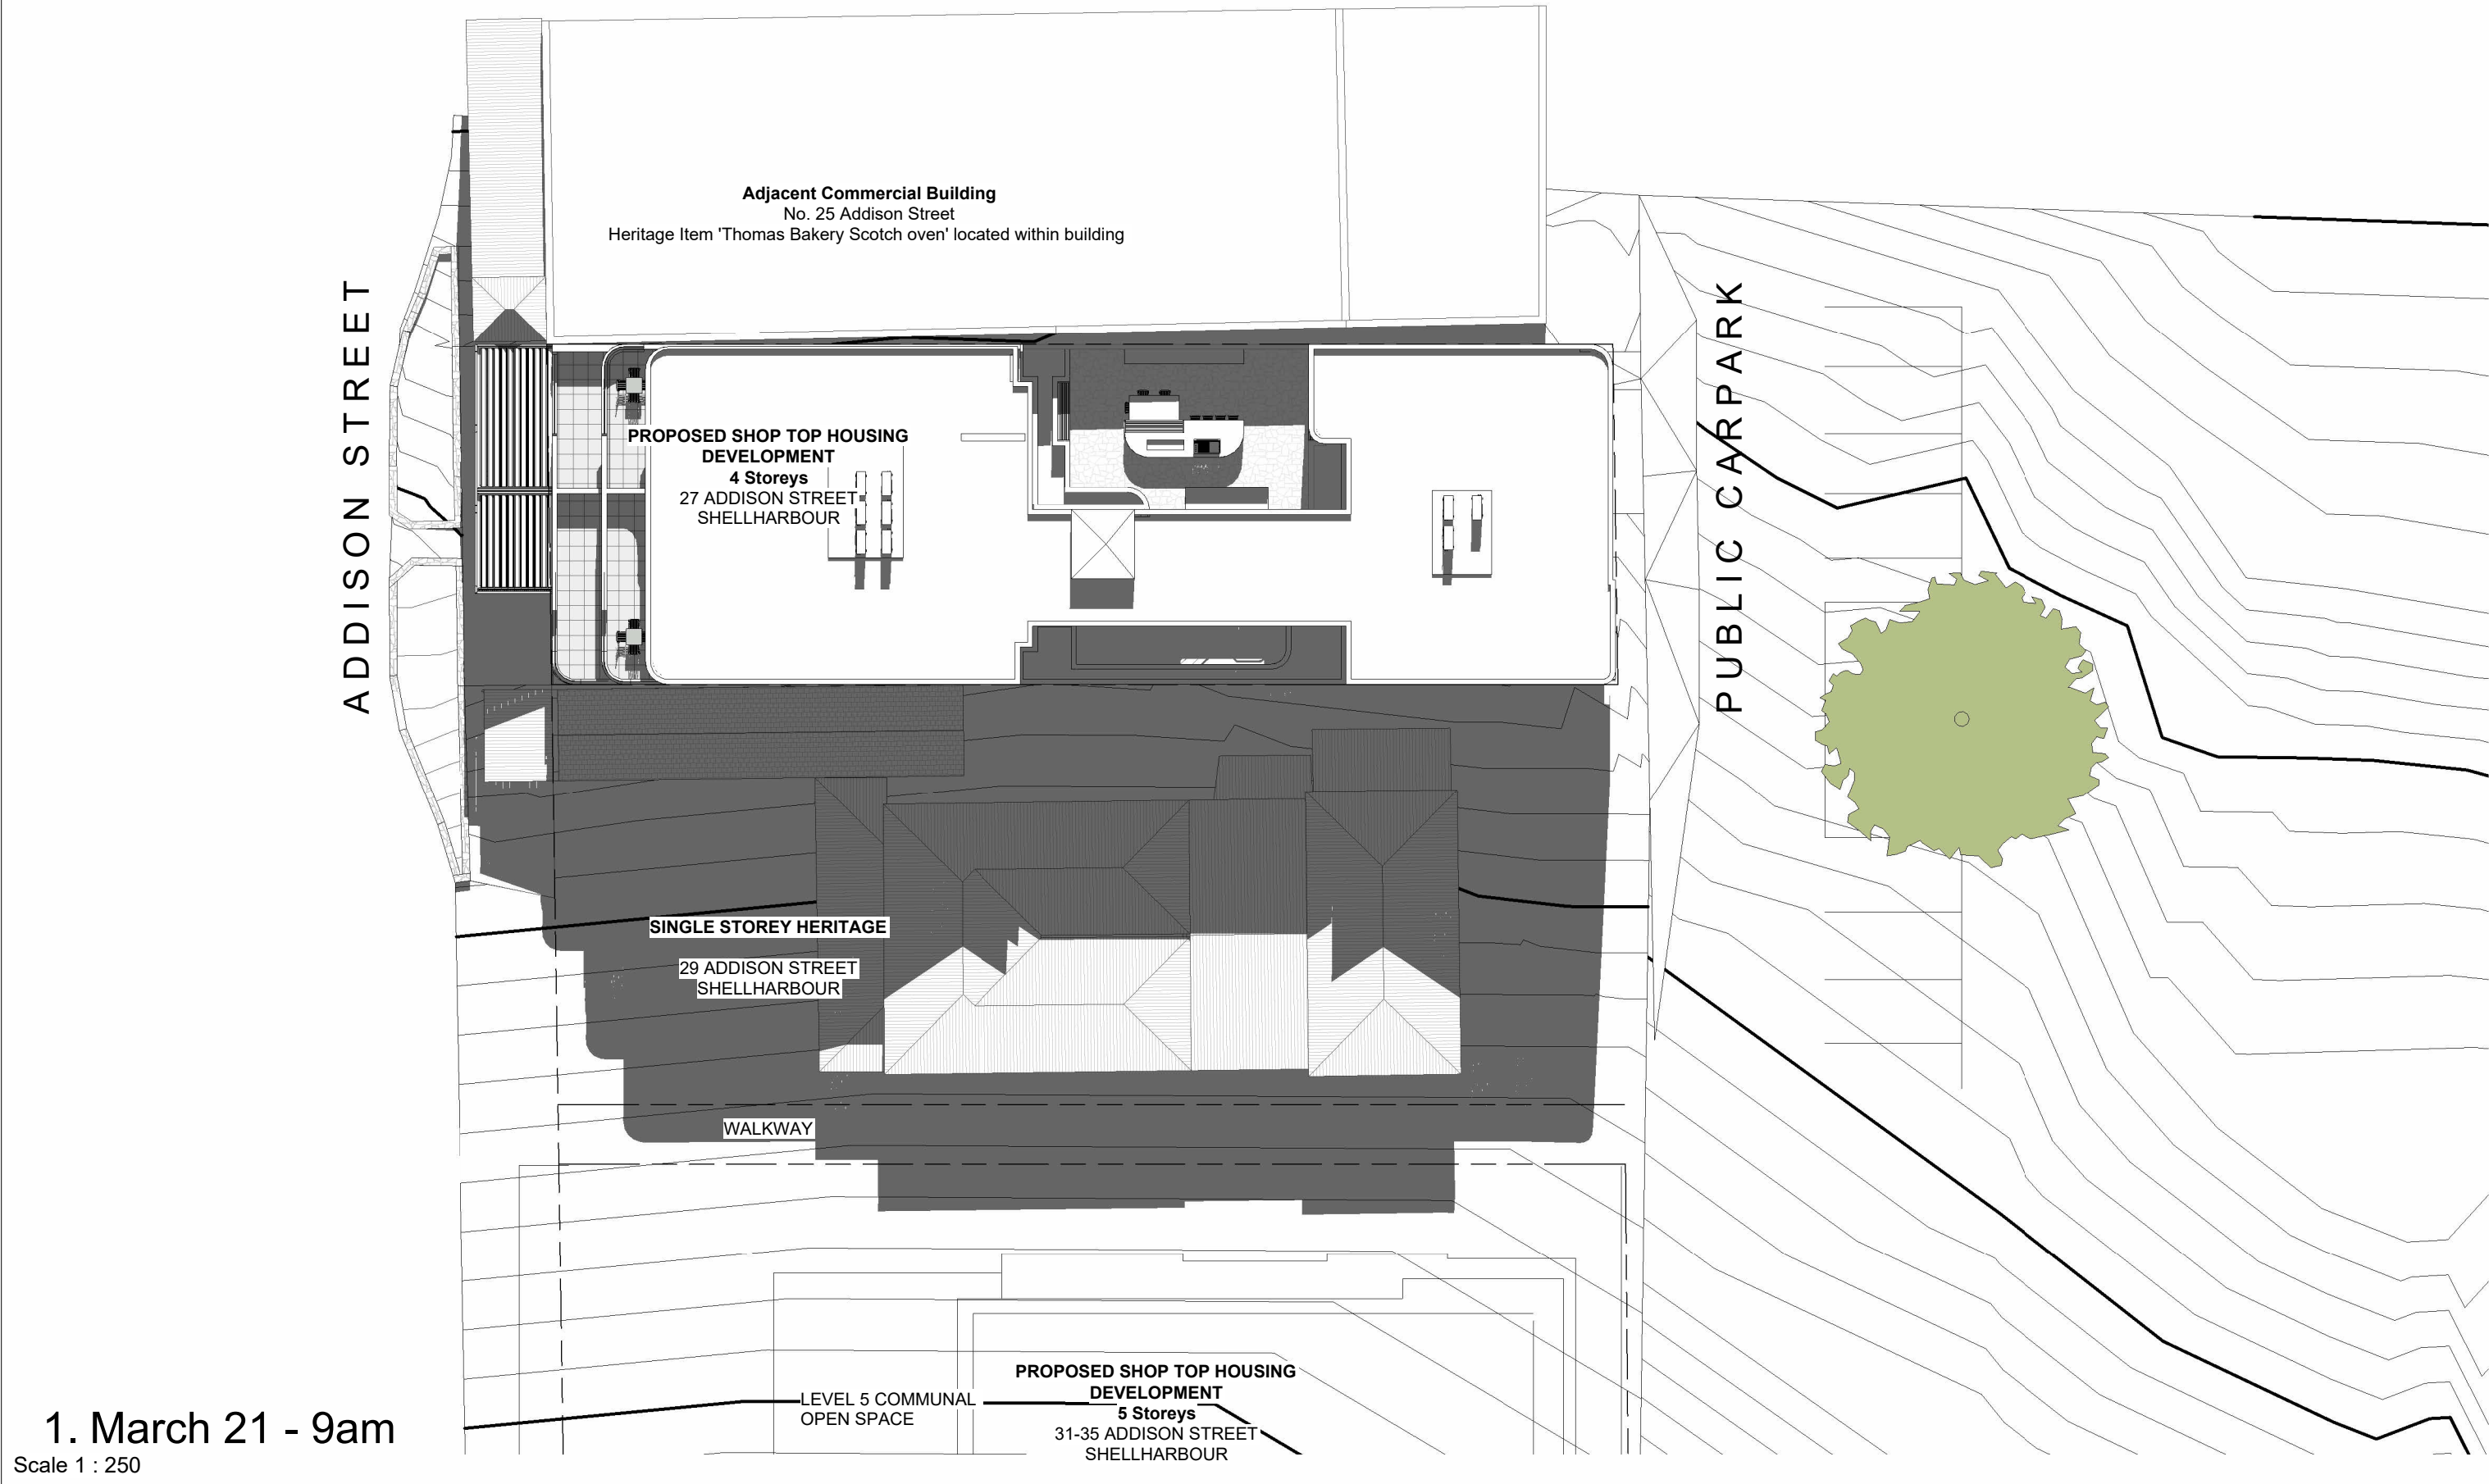 Adjacent Commercial Building
No. 25 Addison Street
Heritage Item 'Thomas Bakery Scotch oven' located within building
ADDISON STREET
PUBLIC CARPARK
PROPOSED SHOP TOP HOUSING
DEVELOPMENT
4 Storeys
27 ADDISON STREET
SHELLHARBOUR
SINGLE STOREY HERITAGE
29 ADDISON STREET
SHELLHARBOUR
WALKWAY
LEVEL 5 COMMUNAL
OPEN SPACE
PROPOSED SHOP TOP HOUSING
DEVELOPMENT
5 Storeys
31-35 ADDISON STREET
SHELLHARBOUR
1. March 21 - 9am
Scale 1 : 250